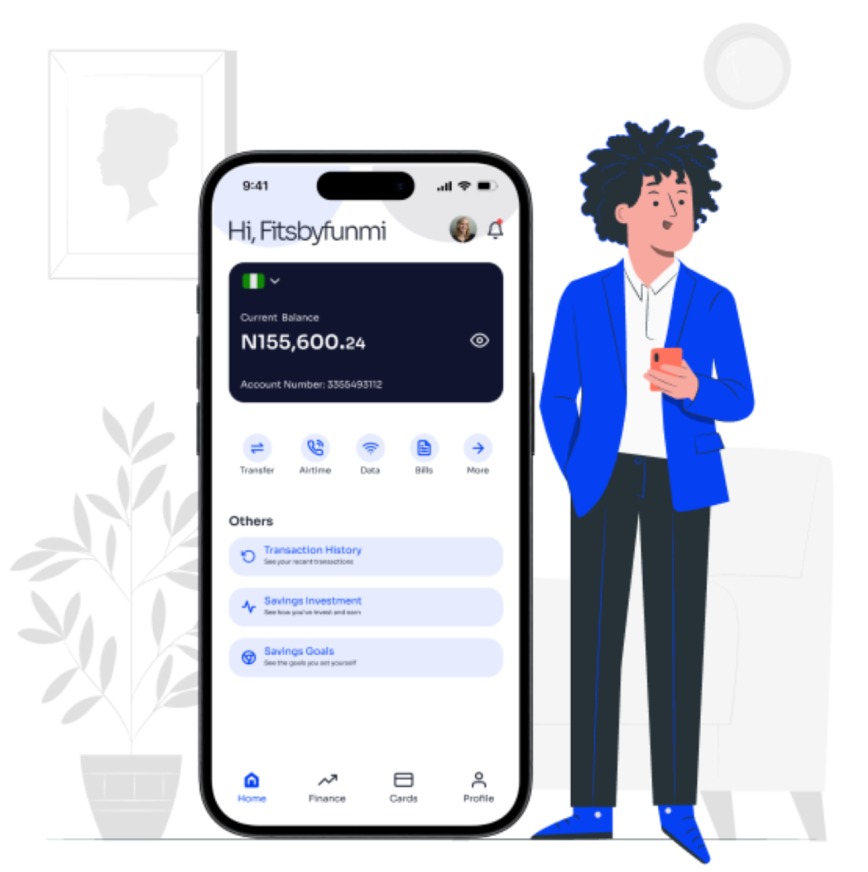 9:41
Hi, Fitsbyfunmi
Current Balance
N155,600.24
Account Number: 3355493112
Transfer Airtime Data Bills More
Others
Transaction History
See your recent transactions
Savings Investment
See how you've invest and earn
Savings Goals
See the goals you set yourself
Home Finance Cards Profile